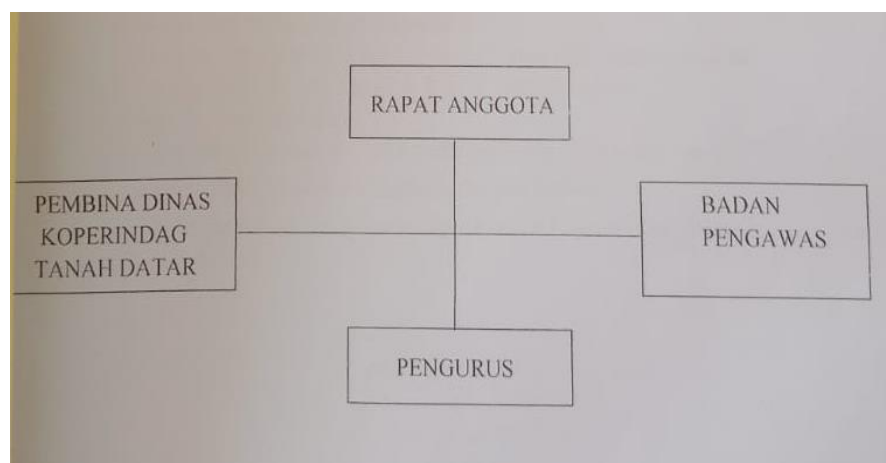 RAPAT ANGGOTA
PEMBINA DINAS
KOPERINDAG
TANAH DATAR
BADAN
PENGAWAS
PENGURUS